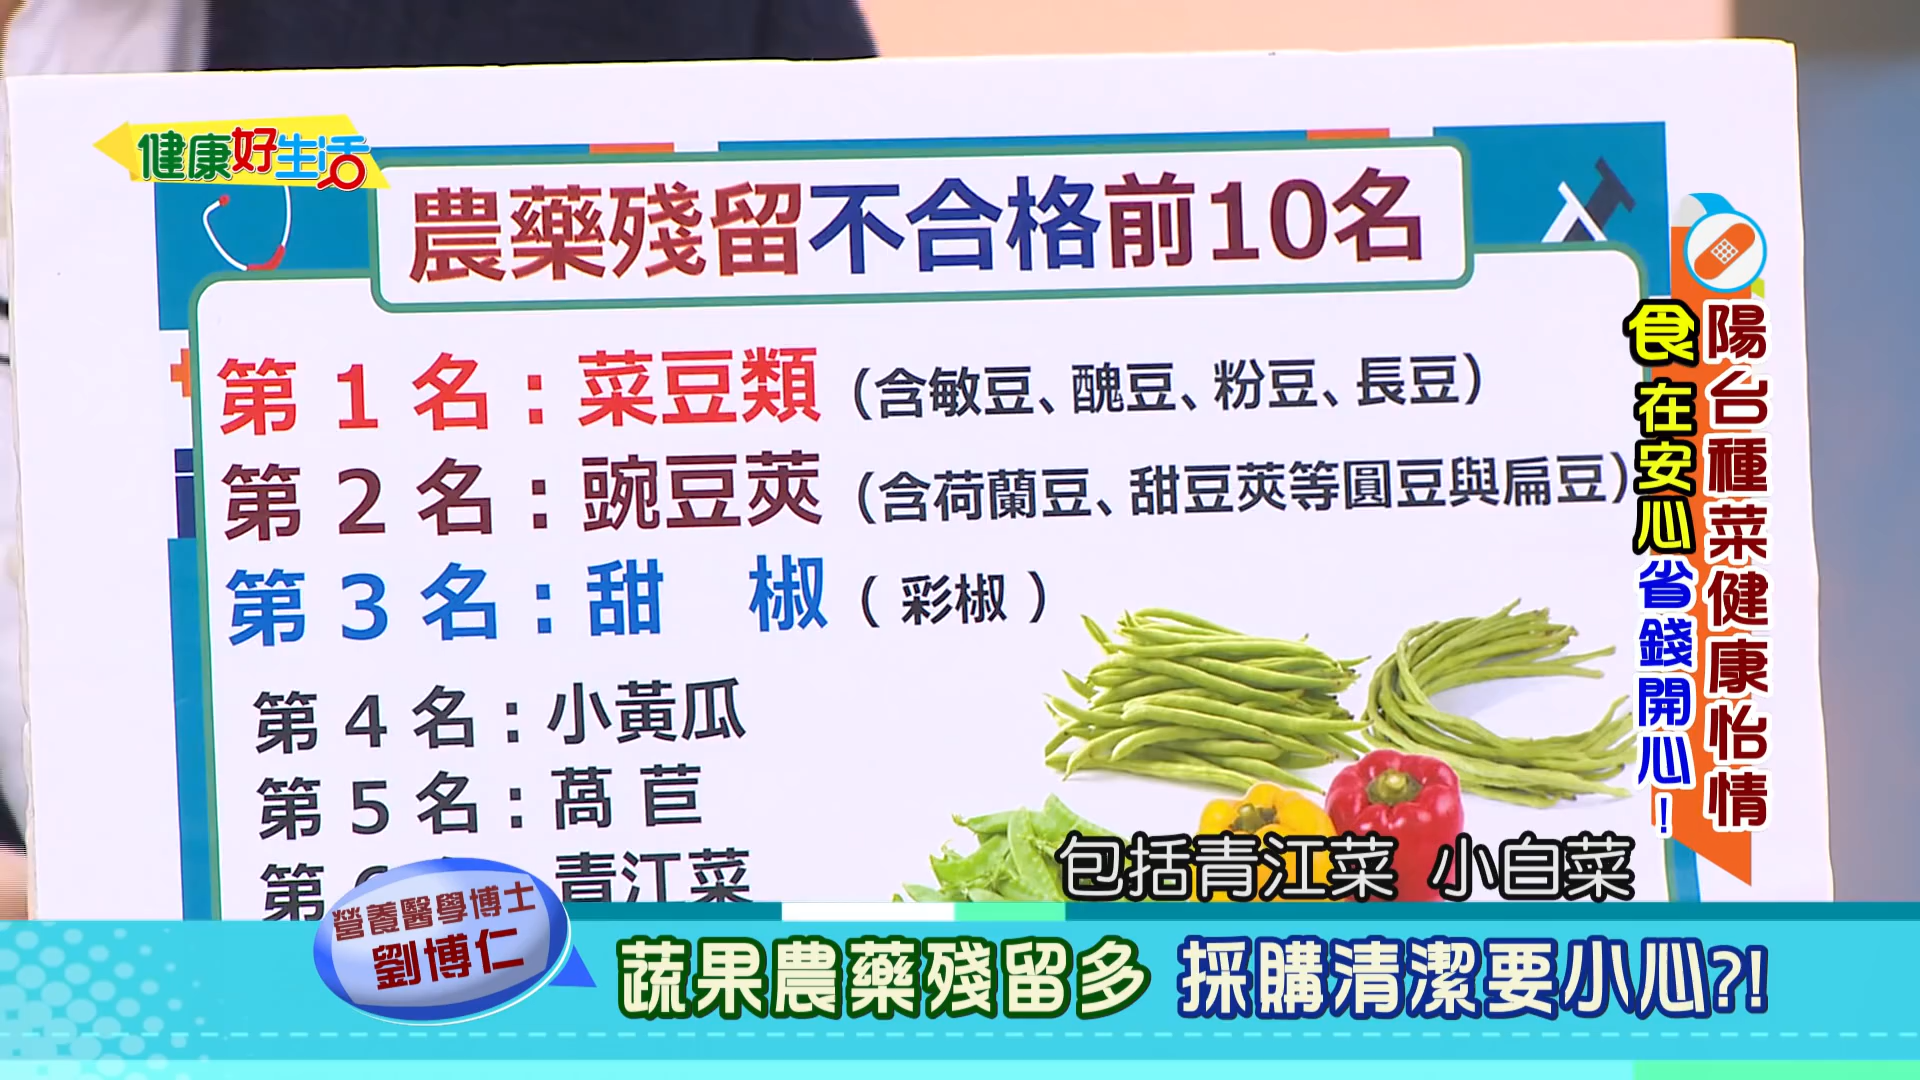 健康好生活
農藥殘留不合格前10名
第1名:菜豆類(含敏豆、醜豆、粉豆、長豆)
第2名:豌豆莢(含荷蘭豆、甜豆莢等圓豆與扁豆)
第3名:甜 椒(彩椒)
第4名:小黃瓜
第5名:萵苣
第6名:青江菜
陽台種菜健康怡情
食在安心省錢開心!
包括青江菜 小白菜
營養醫學博士
劉博仁
蔬果農藥殘留多 採購清潔要小心?!